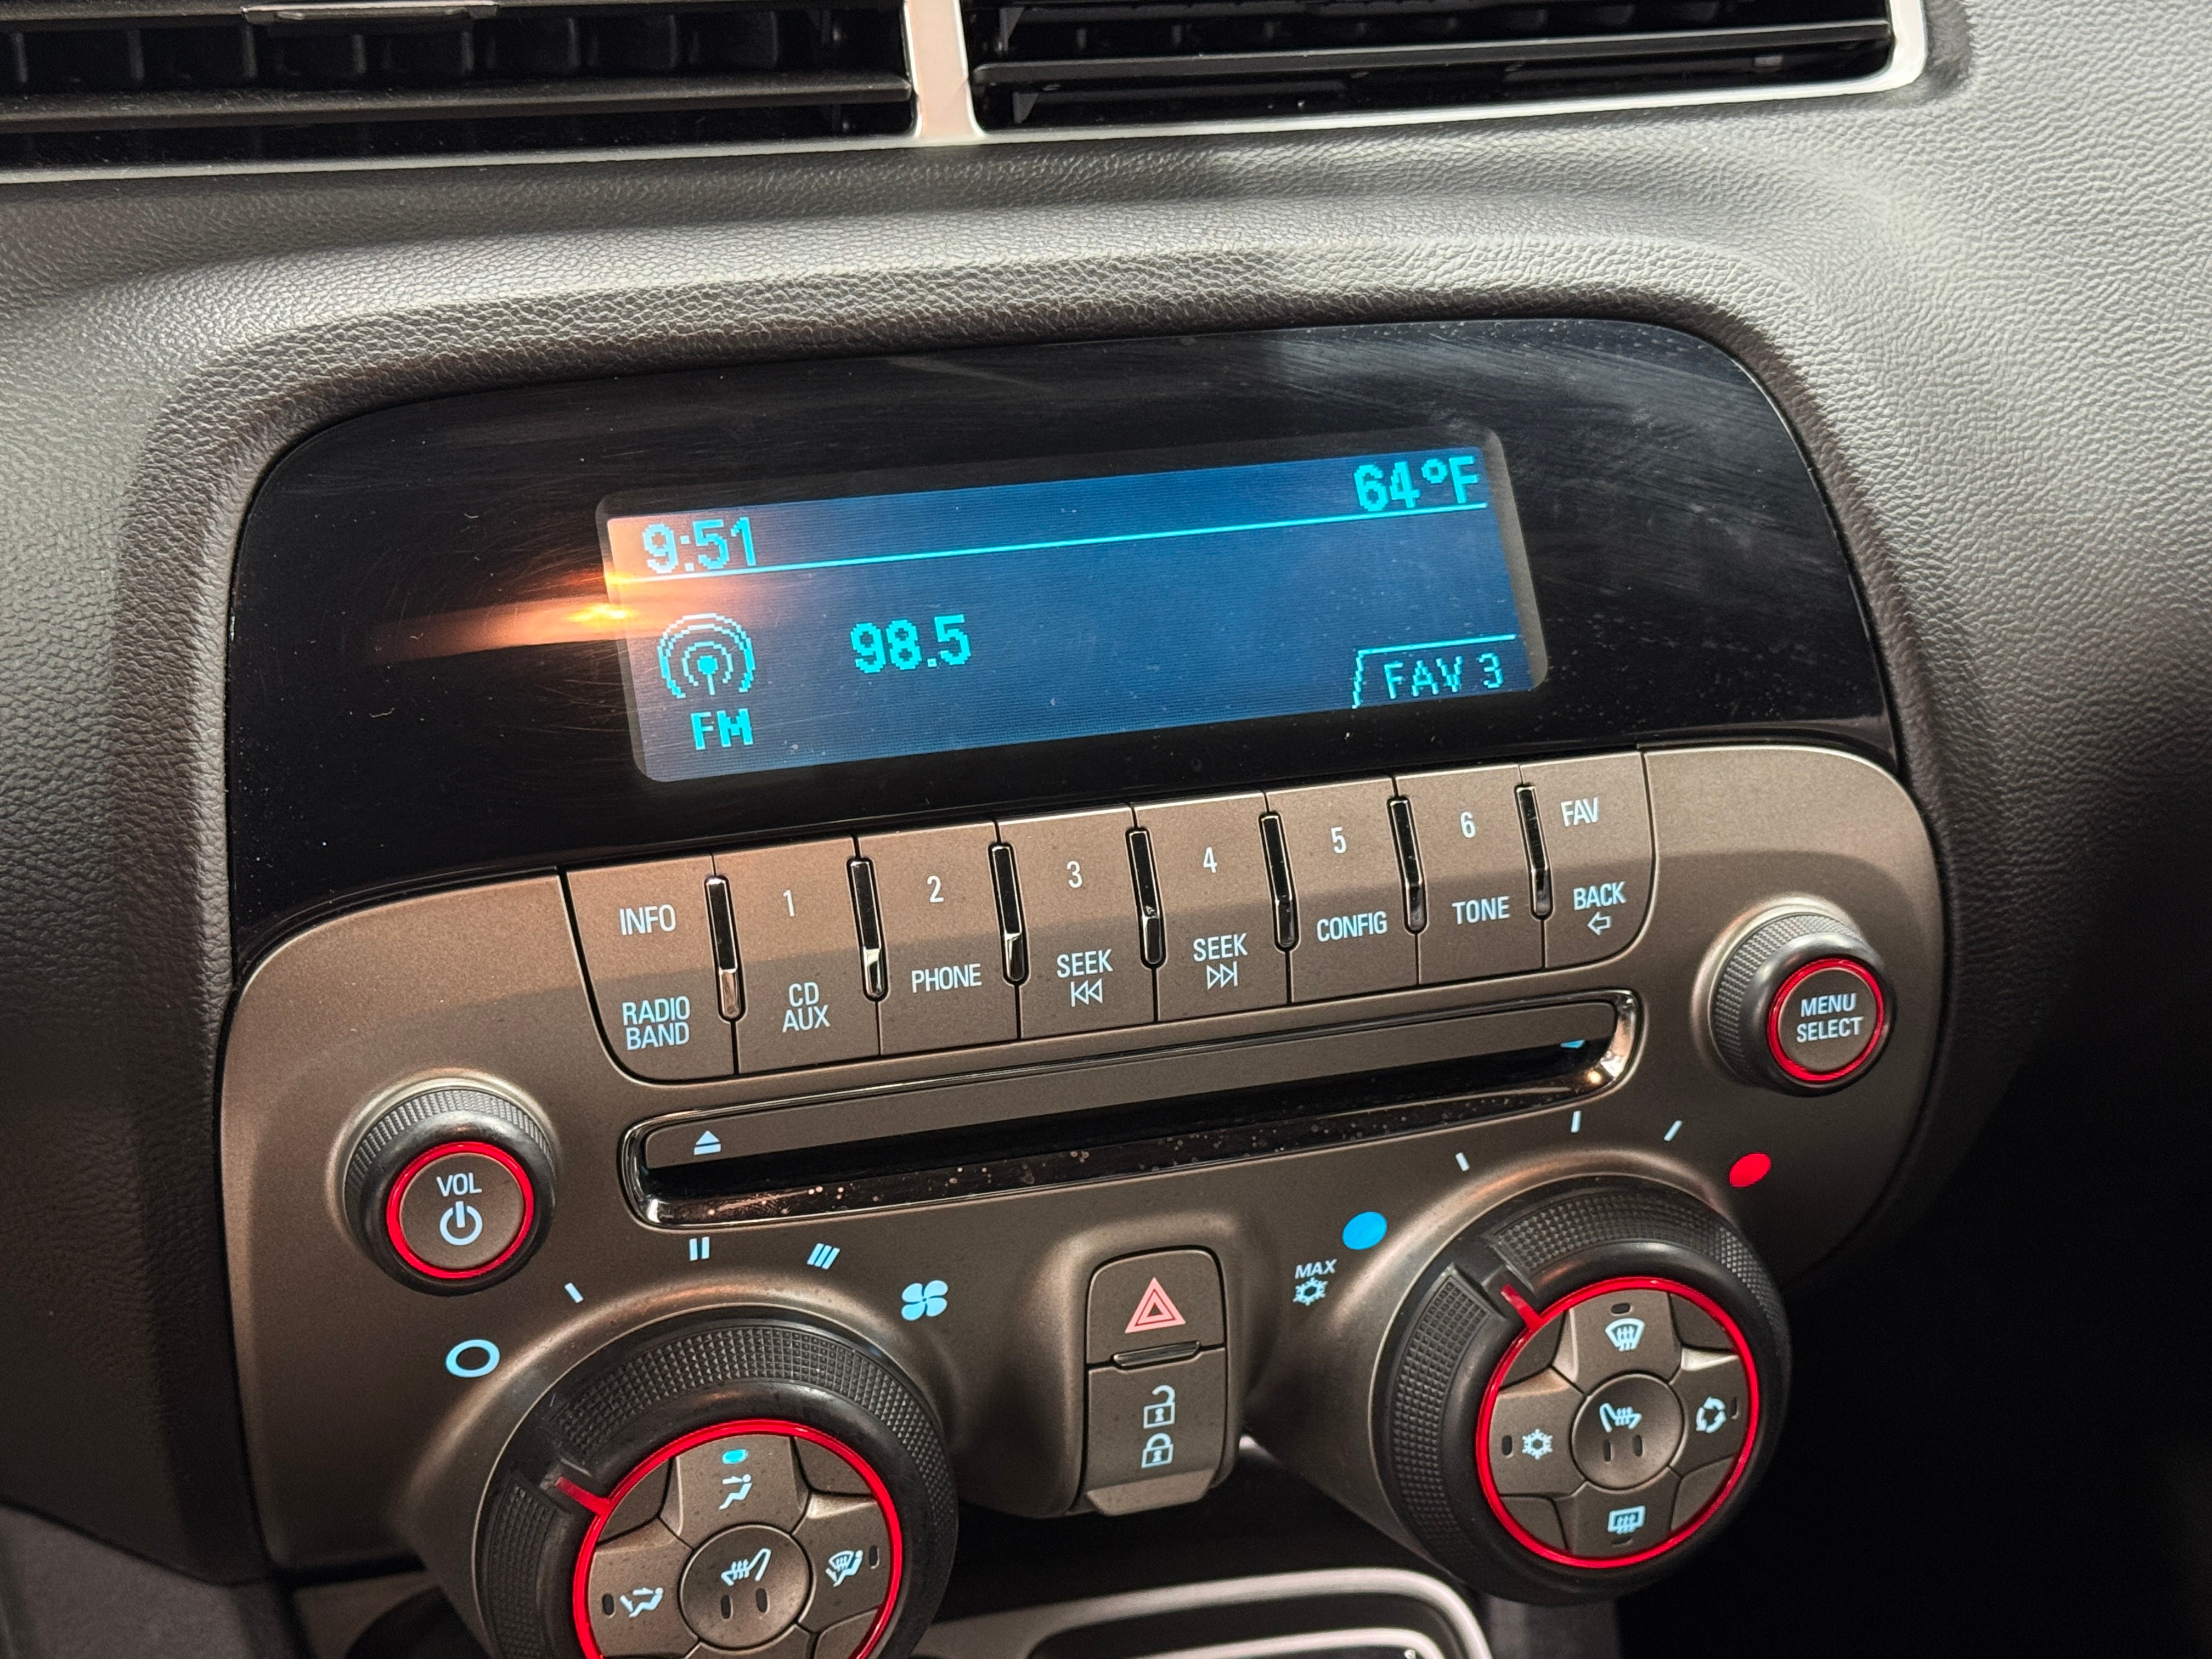 64°F
9:51
98.5
FM
FAV 3
INFO
1
2
3
4
5
6
FAV
RADIO
BAND
CD
AUX
PHONE
SEEK
SEEK
CONFIG
TONE
BACK
MENU
SELECT
VOL
MAX